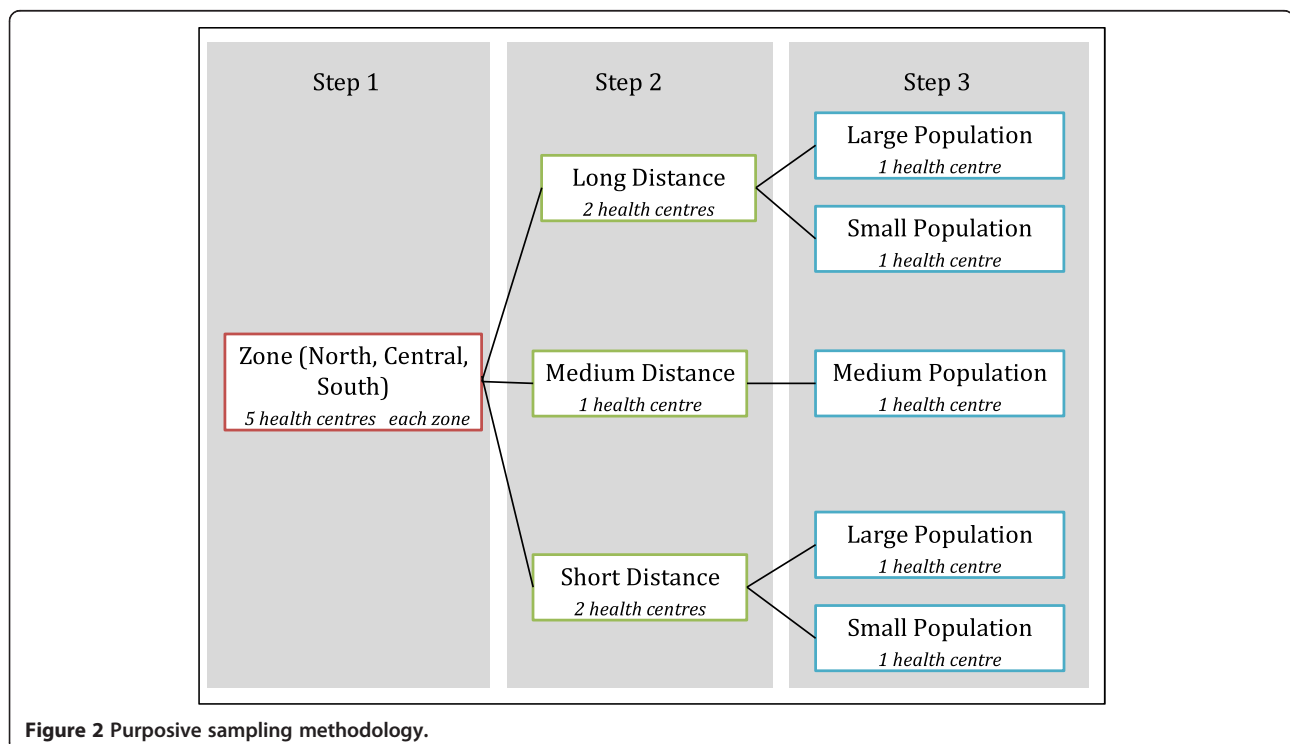 Step 1
Step 2
Step 3
Zone (North, Central,
South)
5 health centres each zone
Long Distance
2 health centres
Medium Distance
1 health centre
Short Distance
2 health centres
Large Population
1 health centre
Small Population
1 health centre
Medium Population
1 health centre
Large Population
1 health centre
Small Population
1 health centre
Figure 2 Purposive sampling methodology.